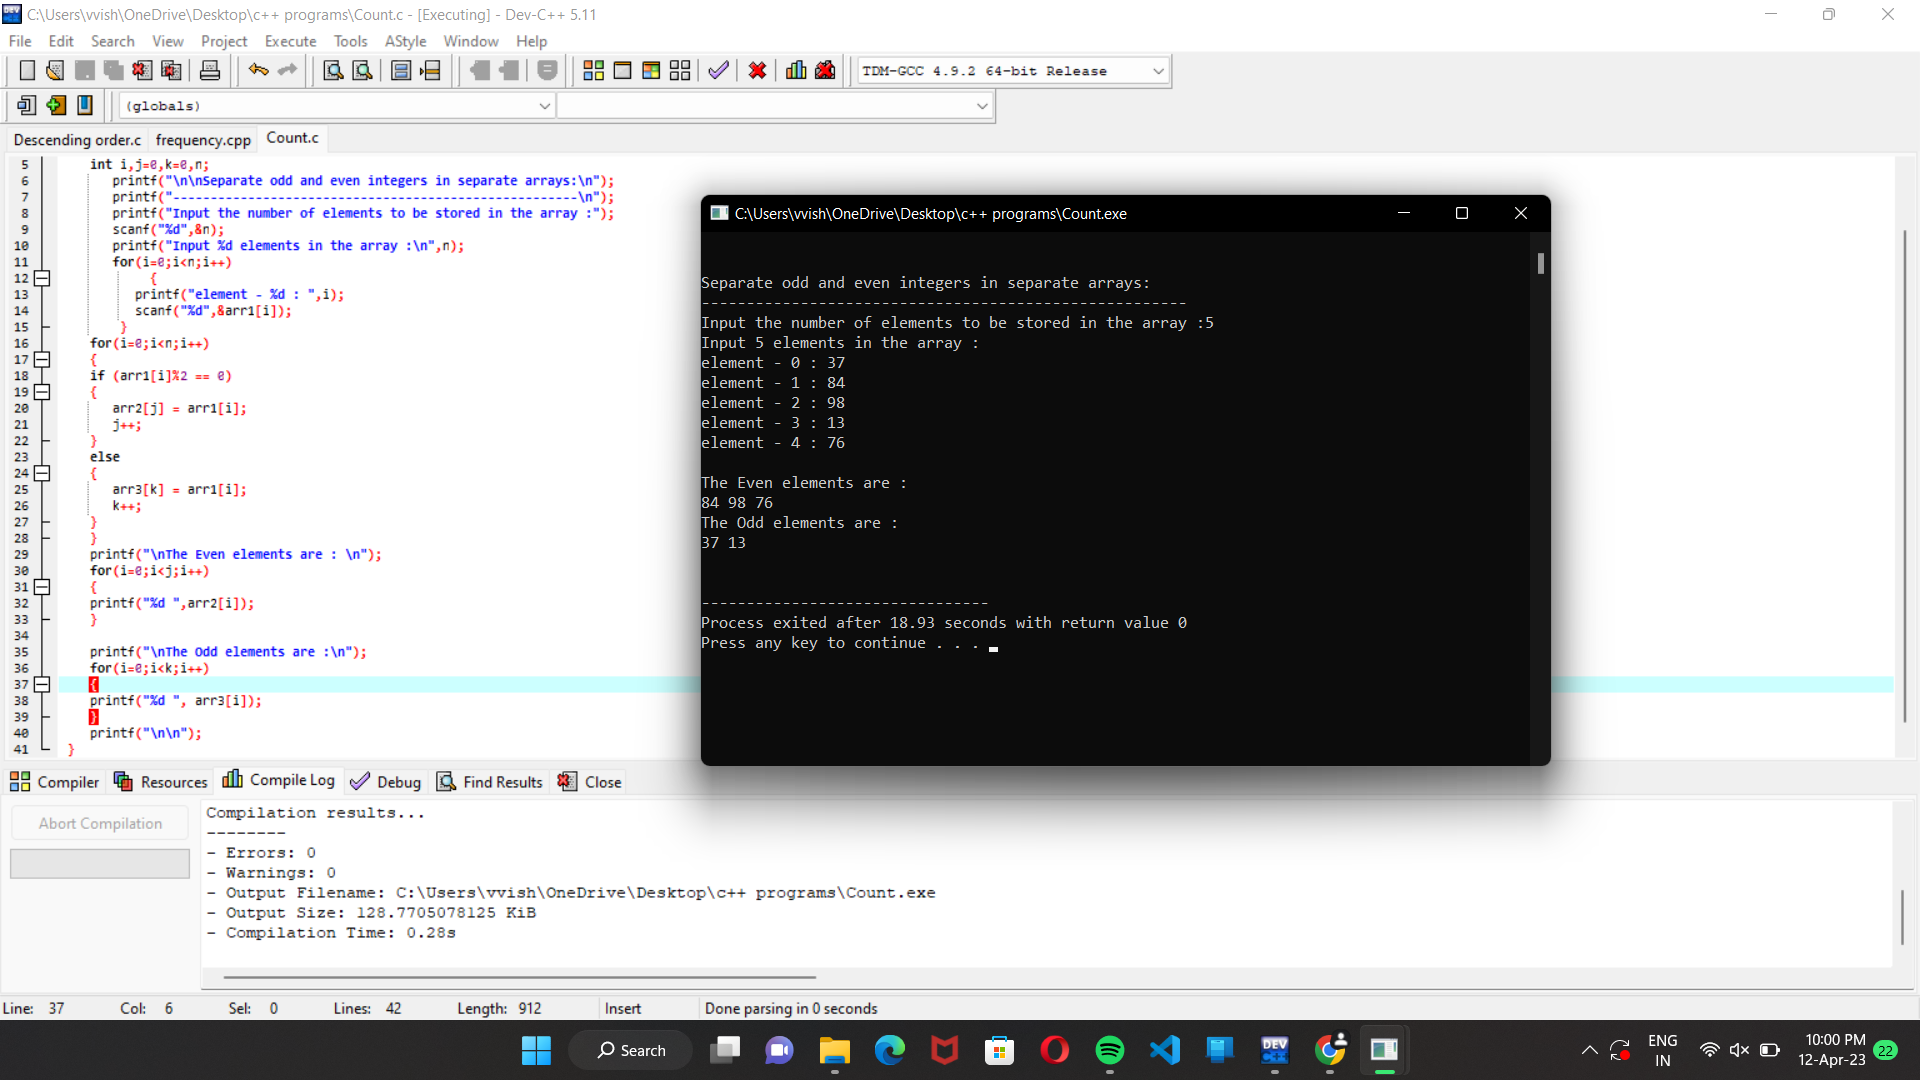 C:\Users\vvish\OneDrive\Desktop\c++ programs\Count.c - [Executing] - Dev-C++ 5.11
File Edit Search View Project Execute Tools AStyle Window Help
TDM-GCC 4.9.2 64-bit Release
(globals)
Descending order.c frequency.cpp Count.c
5 int i,j=0,k=0,n;
6 printf("\n\nSeparate odd and even integers in separate arrays:\n");
7 printf("------------------------------------------------------\n");
8 printf("Input the number of elements to be stored in the array :");
9 scanf("%d",&n);
10 printf("Input %d elements in the array :\n",n);
11 for(i=0;i<n;i++)
12 {
13 printf("element - %d : ",i);
14 scanf("%d",&arr1[i]);
15 }
16 for(i=0;i<n;i++)
17 {
18 if (arr1[i]%2 == 0)
19 {
20 arr2[j] = arr1[i];
21 j++;
22 }
23 else
24 {
25 arr3[k] = arr1[i];
26 k++;
27 }
28 }
29 printf("\nThe Even elements are : \n");
30 for(i=0;i<j;i++)
31 {
32 printf("%d ",arr2[i]);
33 }
34
35 printf("\nThe Odd elements are :\n");
36 for(i=0;i<k;i++)
37 {
38 printf("%d ", arr3[i]);
39 }
40 printf("\n\n");
41 }
C:\Users\vvish\OneDrive\Desktop\c++ programs\Count.exe
Separate odd and even integers in separate arrays:
------------------------------------------------------
Input the number of elements to be stored in the array :5
Input 5 elements in the array :
element - 0 : 37
element - 1 : 84
element - 2 : 98
element - 3 : 13
element - 4 : 76
The Even elements are :
84 98 76
The Odd elements are :
37 13
--------------------------------
Process exited after 18.93 seconds with return value 0
Press any key to continue . . .
Compiler Resources Compile Log Debug Find Results Close
Abort Compilation
Compilation results...
--------
- Errors: 0
- Warnings: 0
- Output Filename: C:\Users\vvish\OneDrive\Desktop\c++ programs\Count.exe
- Output Size: 128.7705078125 KiB
- Compilation Time: 0.28s
Line: 37 Col: 6 Sel: 0 Lines: 42 Length: 912 Insert Done parsing in 0 seconds
Search
DEV C++
ENG
IN
10:00 PM
12-Apr-23
22